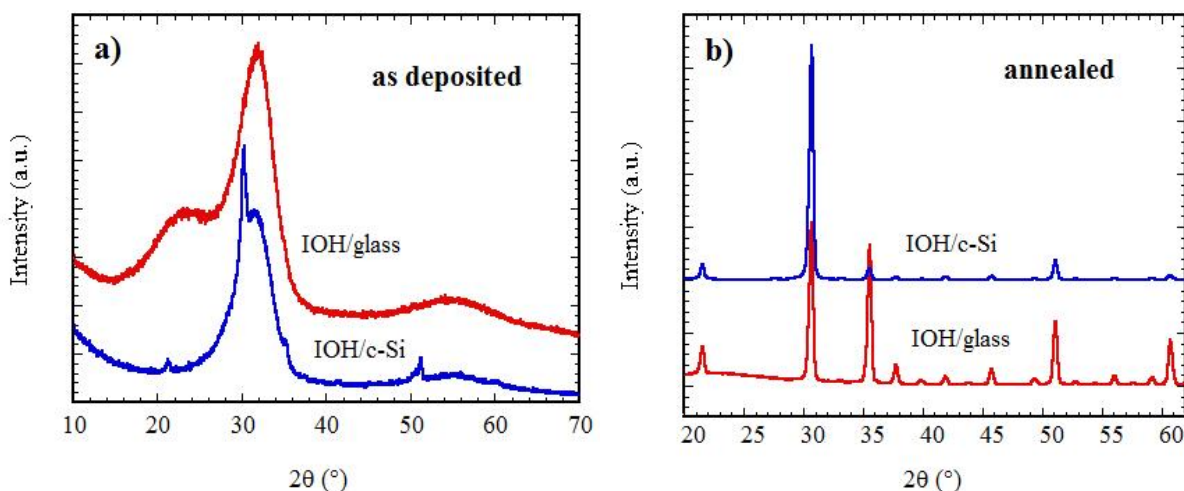 a)
as deposited
IOH/glass
IOH/c-Si
Intensity (a.u.)
10 20 30 40 50 60 70
2θ (°)
b)
annealed
IOH/c-Si
IOH/glass
Intensity (a.u.)
20 25 30 35 40 45 50 55 60
2θ (°)